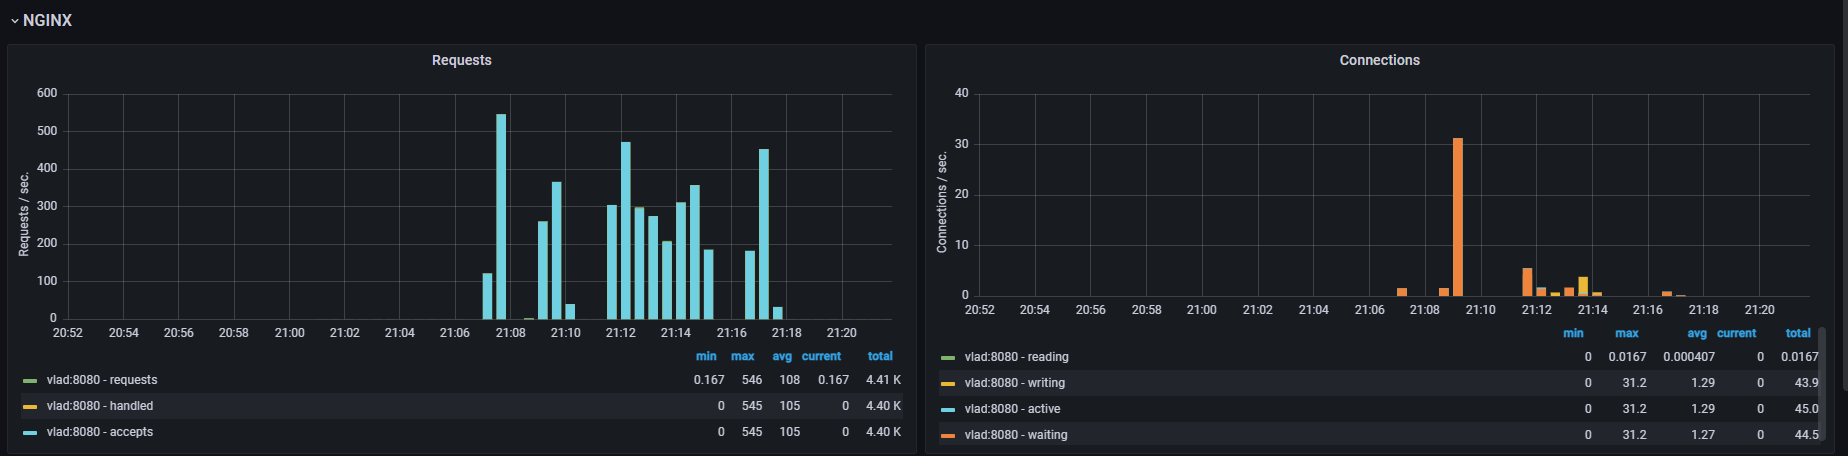 NGINX
Requests
Requests / sec.
600
500
400
300
200
100
0
20:52 20:54 20:56 20:58 21:00 21:02 21:04 21:06 21:08 21:10 21:12 21:14 21:16 21:18 21:20
min max avg current total
vlad:8080 - requests 0.167 546 108 0.167 4.41 K
vlad:8080 - handled 0 545 105 0 4.40 K
vlad:8080 - accepts 0 545 105 0 4.40 K
Connections
Connections / sec.
40
30
20
10
0
20:52 20:54 20:56 20:58 21:00 21:02 21:04 21:06 21:08 21:10 21:12 21:14 21:16 21:18 21:20
min max avg current total
vlad:8080 - reading 0 0.0167 0.000407 0 0.0167
vlad:8080 - writing 0 31.2 1.29 0 43.9
vlad:8080 - active 0 31.2 1.29 0 45.0
vlad:8080 - waiting 0 31.2 1.27 0 44.5